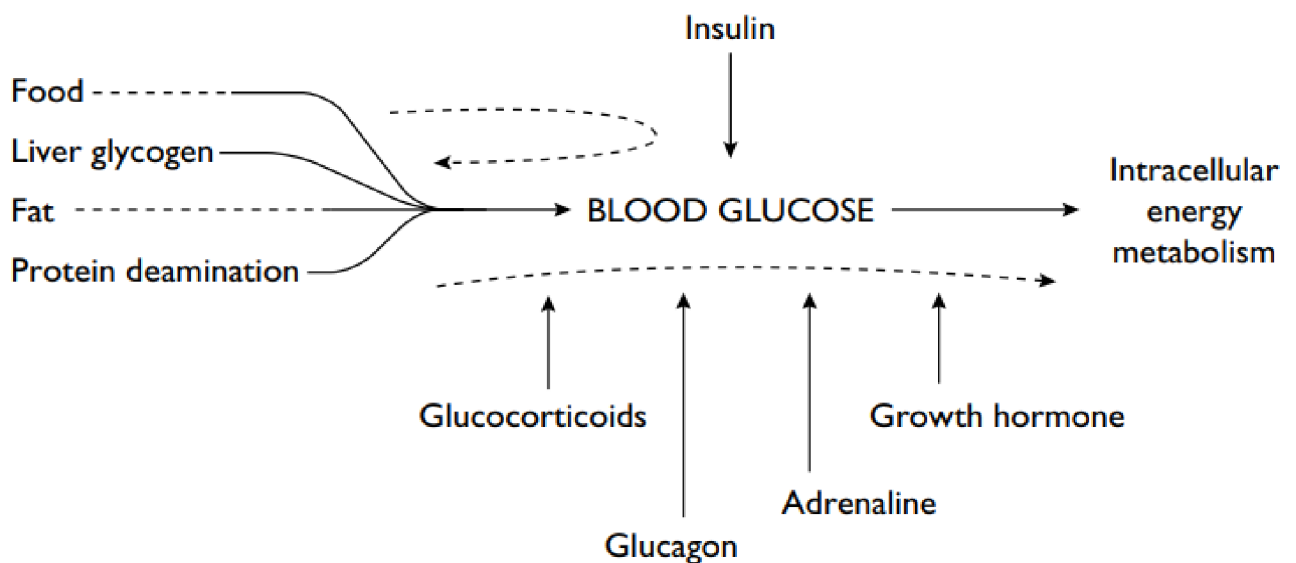 Insulin
Food
Liver glycogen
Fat
Protein deamination
BLOOD GLUCOSE
Intracellular
energy
metabolism
Glucocorticoids
Growth hormone
Adrenaline
Glucagon